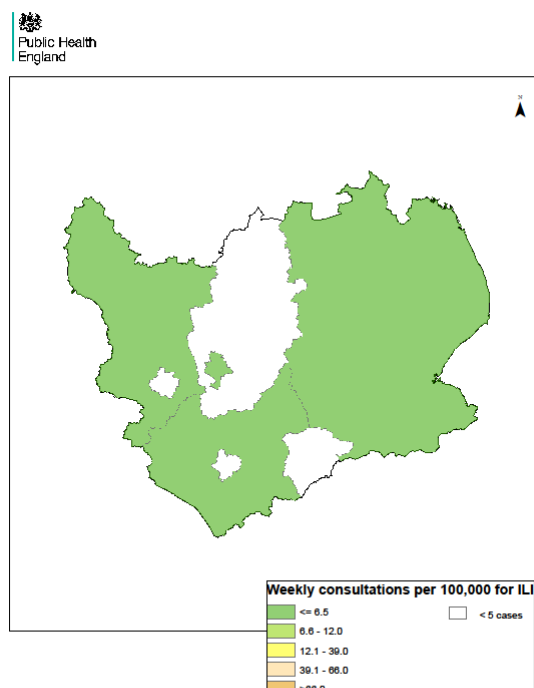 Public Health
England
N
Weekly consultations per 100,000 for ILI
<= 6.5
< 5 cases
6.6 - 12.0
12.1 - 39.0
39.1 - 66.0